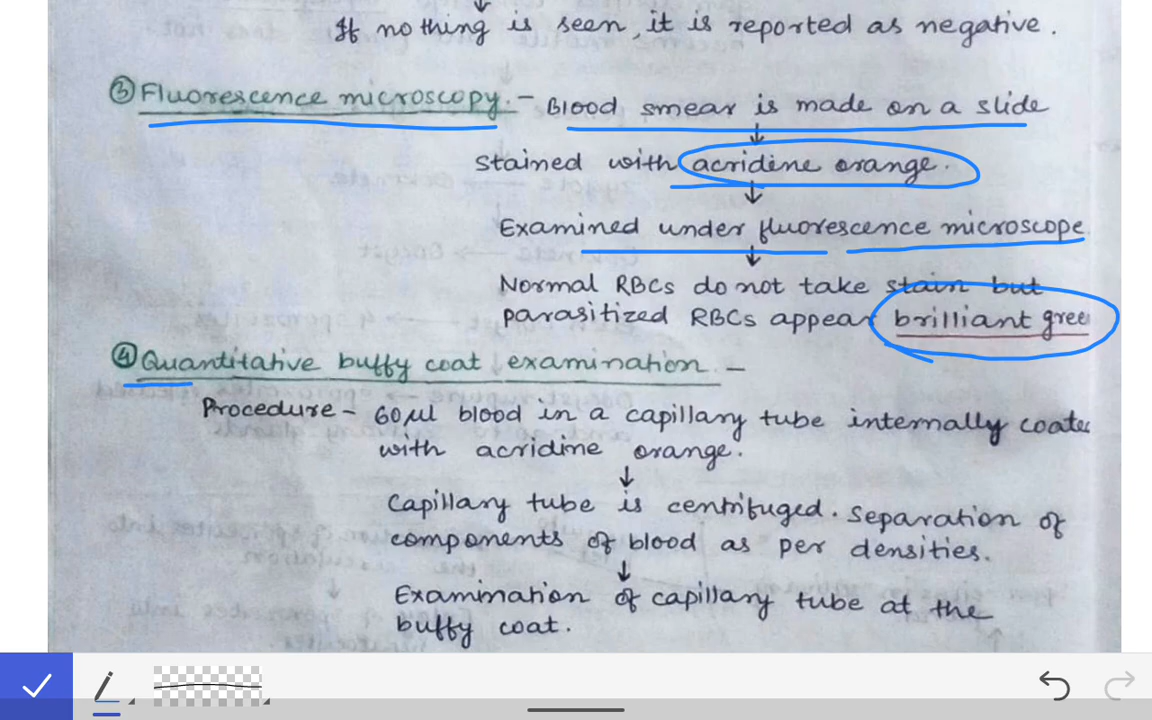 If nothing is seen, it is reported as negative.
③ Fluorescence microscopy. - Blood smear is made on a slide
↓
Stained with acridine orange.
↓
Examined under fluorescence microscope
↓
Normal RBCs do not take stain but
parasitized RBCs appear brilliant gree
④ Quantitative buffy coat examination. -
Procedure - 60μl blood in a capillary tube internally coate
with acridine orange.
↓
Capillary tube is centrifuged. Separation of
components of blood as per densities.
↓
Examination of capillary tube at the
buffy coat.